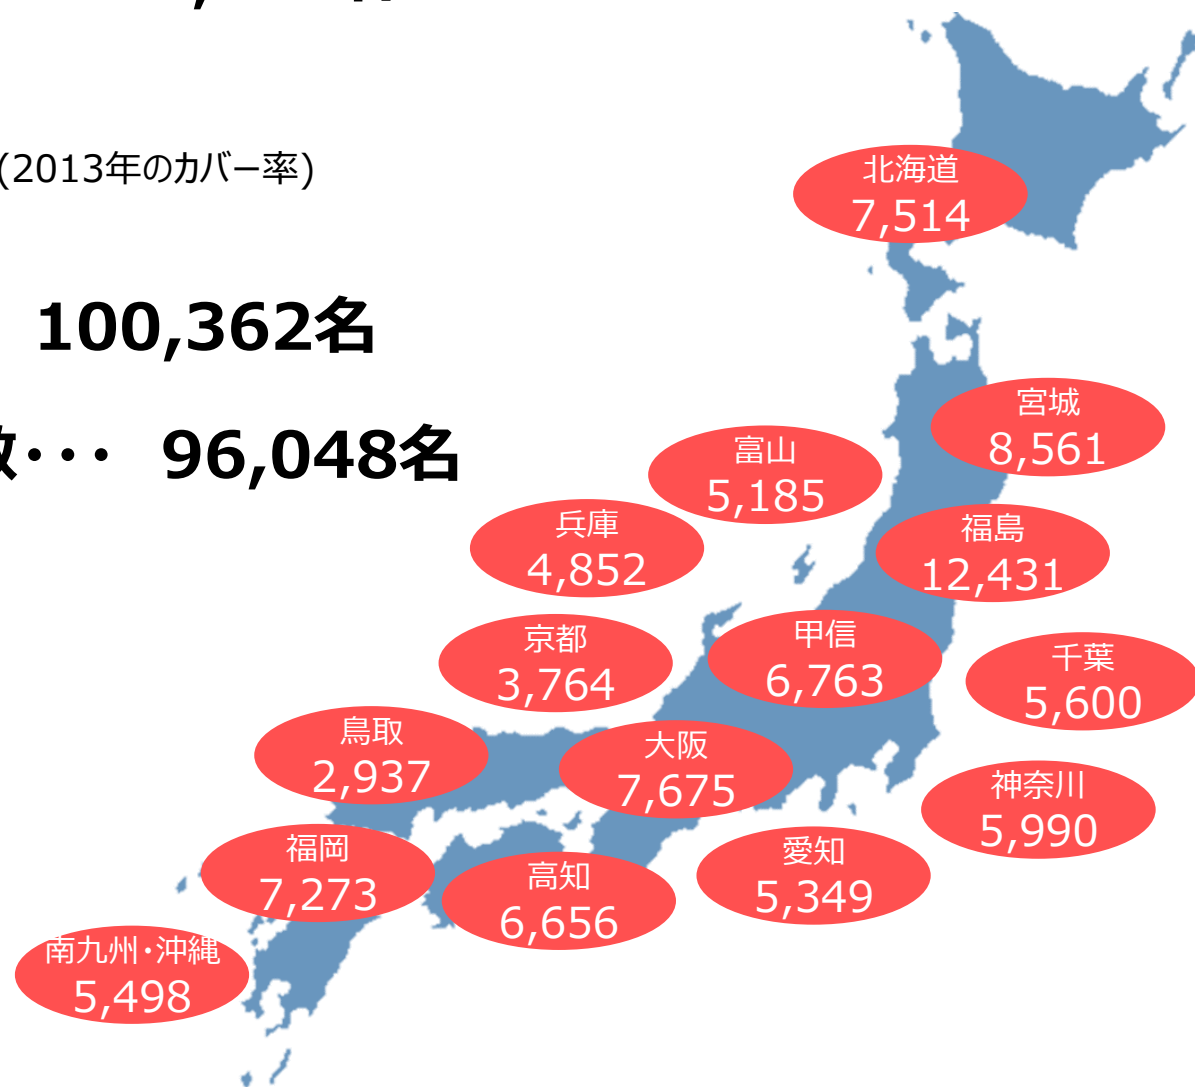 (2013年のカバー率)
100,362名
数･･･ 96,048名
北海道
7,514
宮城
8,561
富山
5,185
兵庫
4,852
福島
12,431
京都
3,764
甲信
6,763
千葉
5,600
鳥取
2,937
大阪
7,675
神奈川
5,990
福岡
7,273
高知
6,656
愛知
5,349
南九州･沖縄
5,498